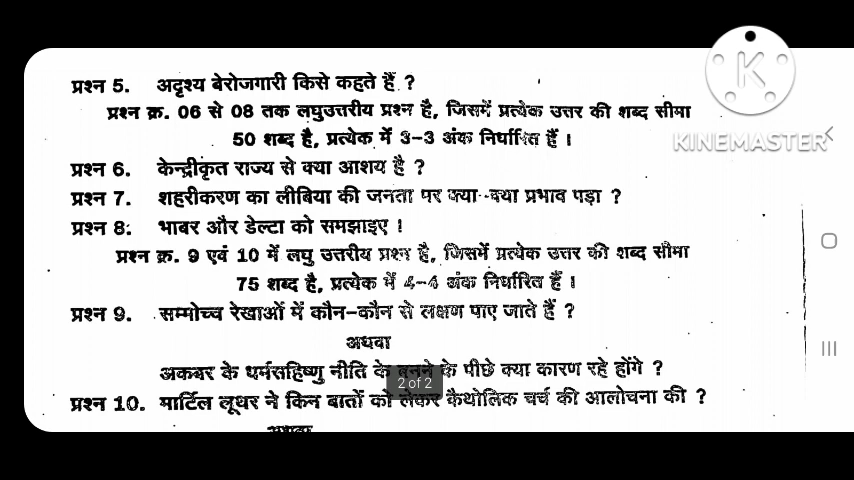 KINEMASTER
प्रश्न 5. अदृश्य बेरोजगारी किसे कहते हैं ?
प्रश्न क्र. 06 से 08 तक लघुउत्तरीय प्रश्न है, जिसमें प्रत्येक उत्तर की शब्द सीमा
50 शब्द है, प्रत्येक में 3-3 अंक निर्धारित हैं ।
प्रश्न 6. केन्द्रीकृत राज्य से क्या आशय है ?
प्रश्न 7. शहरीकरण का लीबिया की जनता पर क्या-क्या प्रभाव पड़ा ?
प्रश्न 8. भाबर और डेल्टा को समझाइए ।
प्रश्न क्र. 9 एवं 10 में लघु उत्तरीय प्रश्न है, जिसमें प्रत्येक उत्तर की शब्द सीमा
75 शब्द है, प्रत्येक में 4-4 अंक निर्धारित हैं ।
प्रश्न 9. सम्मोच्च रेखाओं में कौन-कौन से लक्षण पाए जाते हैं ?
अथवा
अकबर के धर्मसहिष्णु नीति के बनने के पीछे क्या कारण रहे होंगे ?
2 of 2
प्रश्न 10. मार्टिल लूथर ने किन बातों को लेकर कैथोलिक चर्च की आलोचना की ?